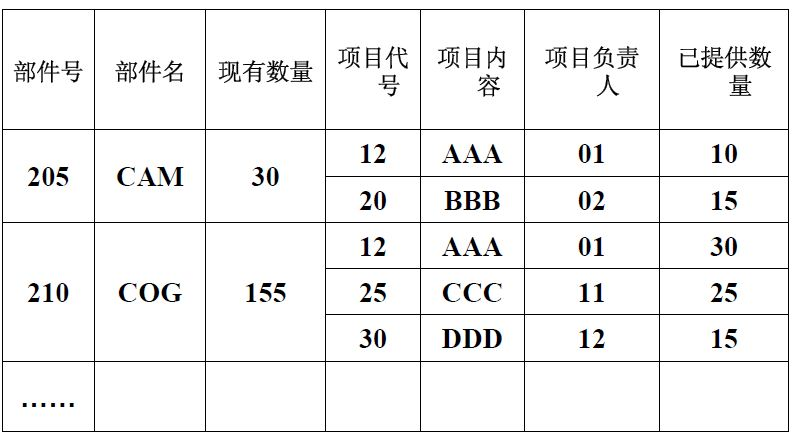 部件号 部件名 现有数量 项目代号 项目内容 项目负责人 已提供数量
205 CAM 30 12 AAA 01 10
20 BBB 02 15
210 COG 155 12 AAA 01 30
25 CCC 11 25
30 DDD 12 15
……